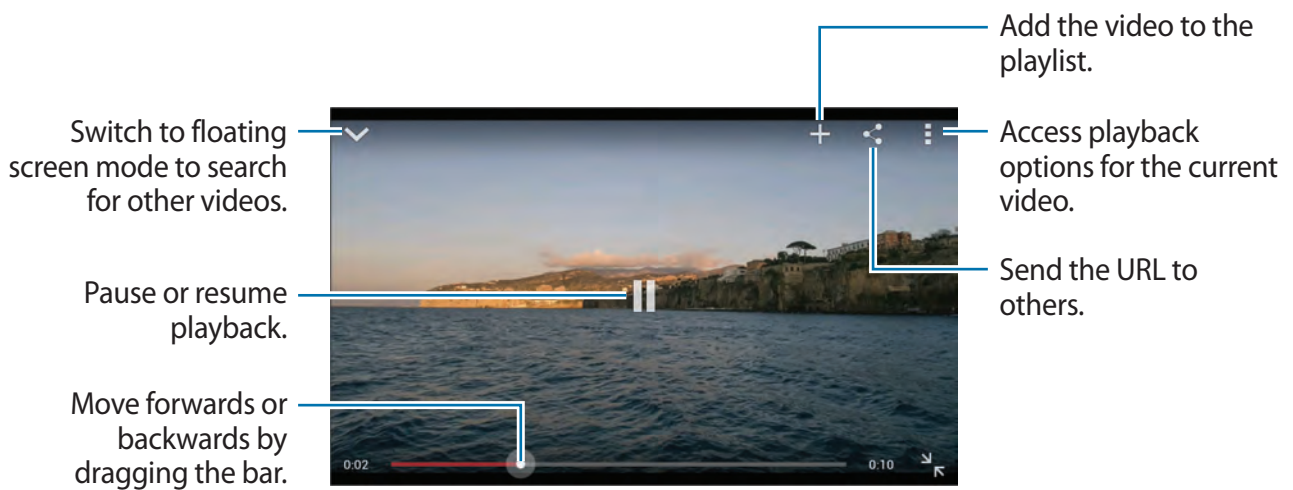 Add the video to the
playlist.
Switch to floating
screen mode to search
for other videos.
Access playback
options for the current
video.
Send the URL to
others.
Pause or resume
playback.
Move forwards or
backwards by
dragging the bar.
0:02
0:10